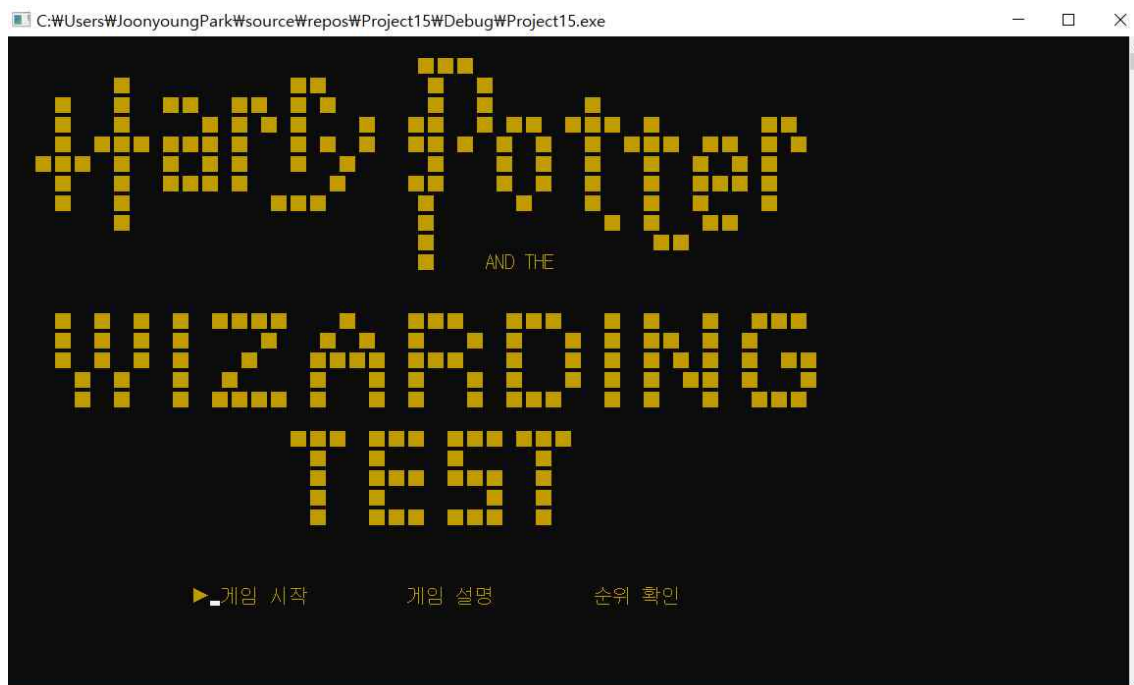 C:₩Users₩JoonyoungPark₩source₩repos₩Project15₩Debug₩Project15.exe
Harry Potter
AND THE
WIZARDING
TEST
▶ 게임 시작 게임 설명 순위 확인